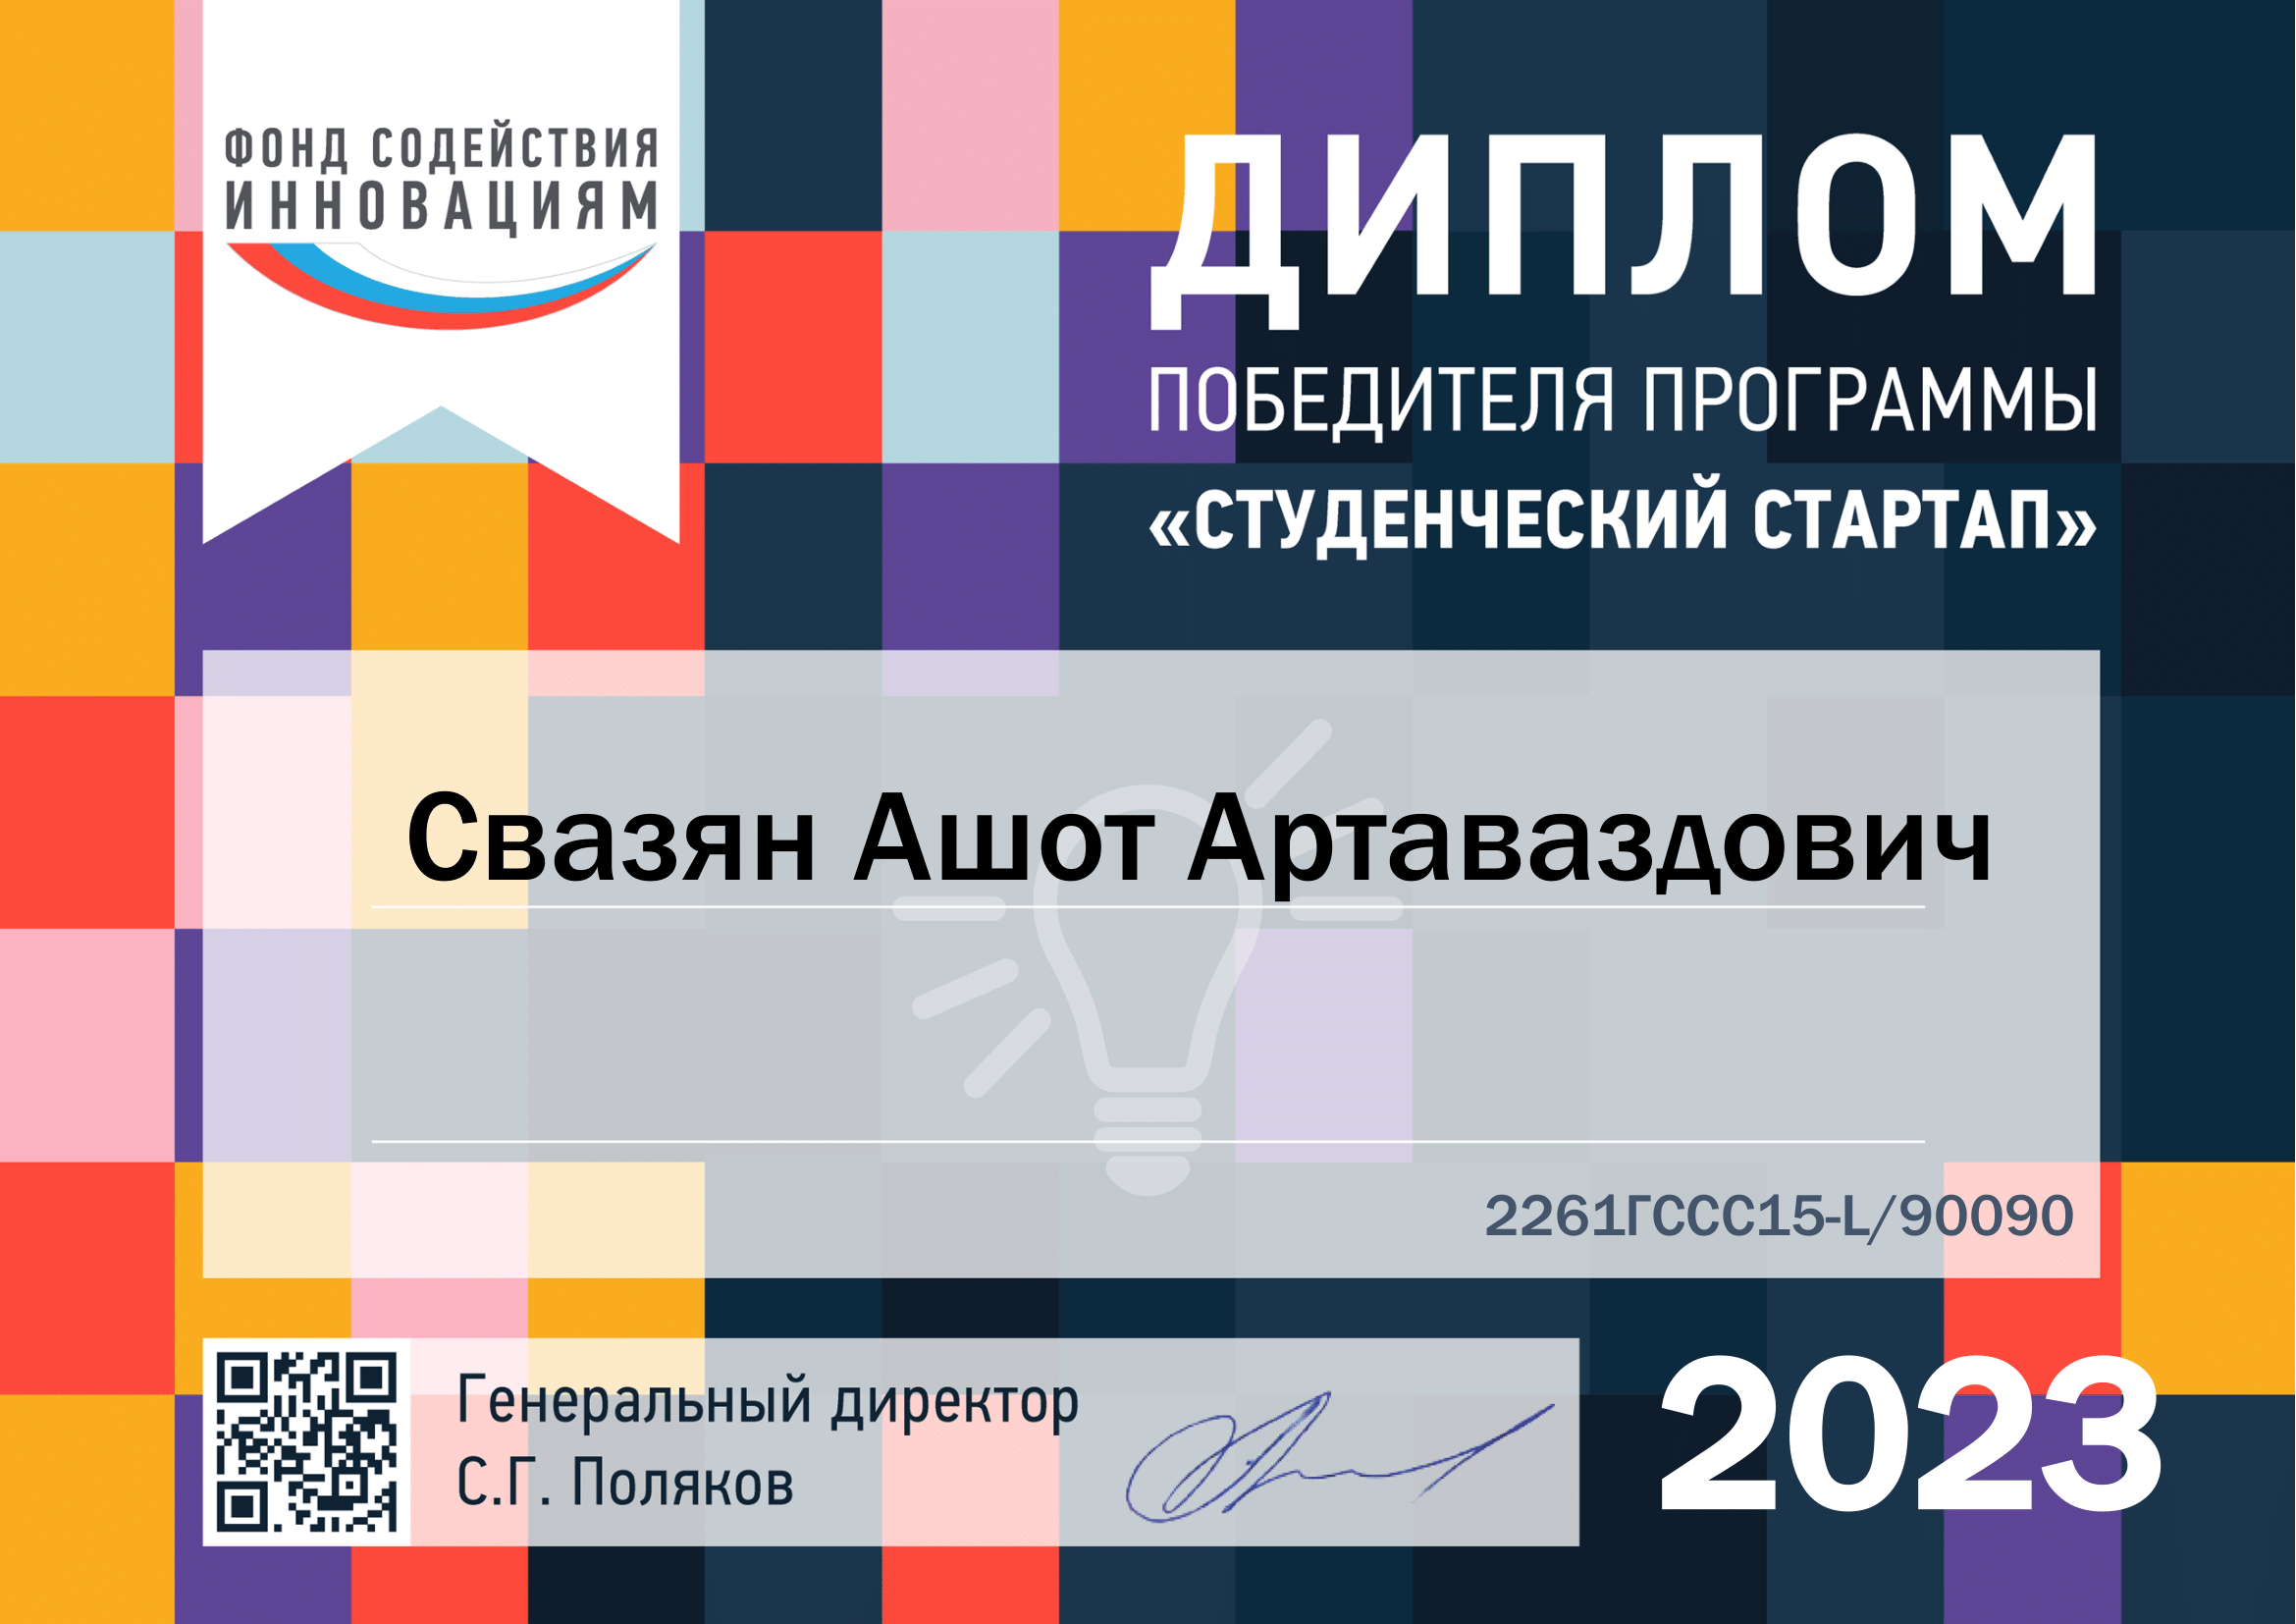 ФОНД СОДЕЙСТВИЯ
ИННОВАЦИЯМ
ДИПЛОМ
ПОБЕДИТЕЛЯ ПРОГРАММЫ
«СТУДЕНЧЕСКИЙ СТАРТАП»
Свазян Ашот Артаваздович
2261ГССС15-L/90090
Генеральный директор
С.Г. Поляков
2023